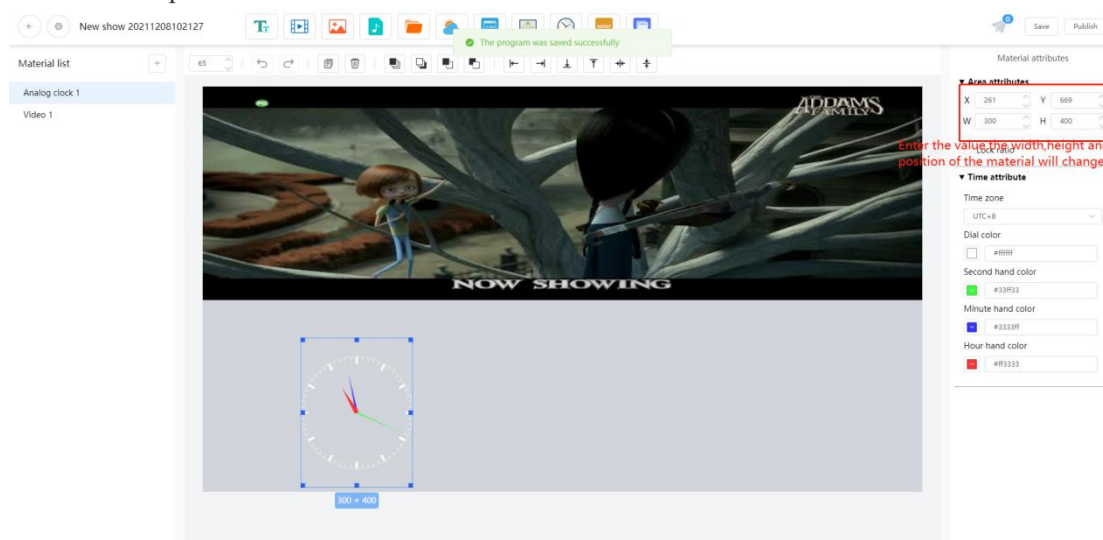 New show 20211208102127
The program was saved successfully
Save
Publish
Material list
65
Material attributes
Analog clock 1
Video 1
▼ Area attributes
X 261 Y 669
W 300 H 400
Lock ratio
Enter the value,the width,height an
position of the material will change
▼ Time attribute
Time zone
UTC+8
Dial color
#ffffff
Second hand color
#33ff33
Minute hand color
#3333ff
Hour hand color
#ff3333
ADDAMS
FAMILY
NOW SHOWING
300 × 400